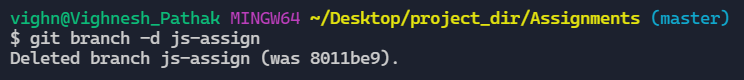 vighn@Vighnesh_Pathak MINGW64 ~/Desktop/project_dir/Assignments (master)
$ git branch -d js-assign
Deleted branch js-assign (was 8011be9).